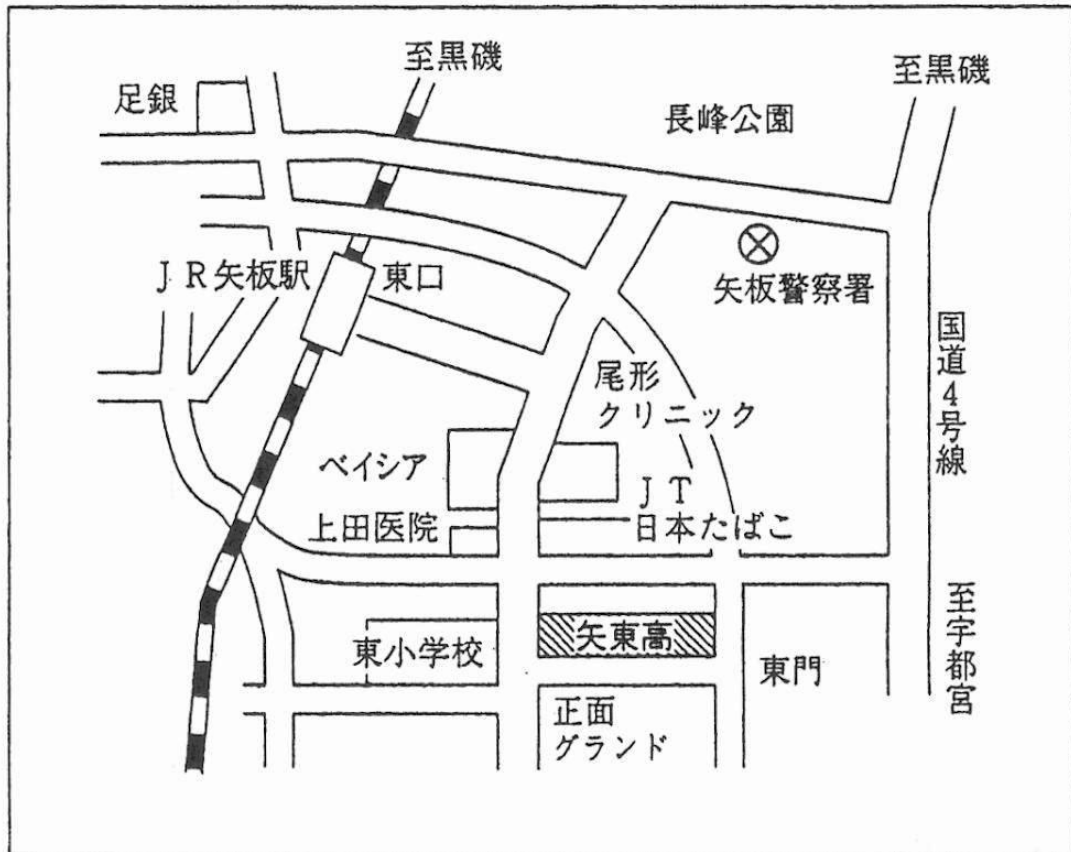 至黒磯
至黒磯
足銀
長峰公園
JR矢板駅
東口
矢板警察署
国道4号線
尾形
クリニック
ベイシア
JT
日本たばこ
上田医院
至宇都宮
矢東高
東小学校
東門
正面
グランド